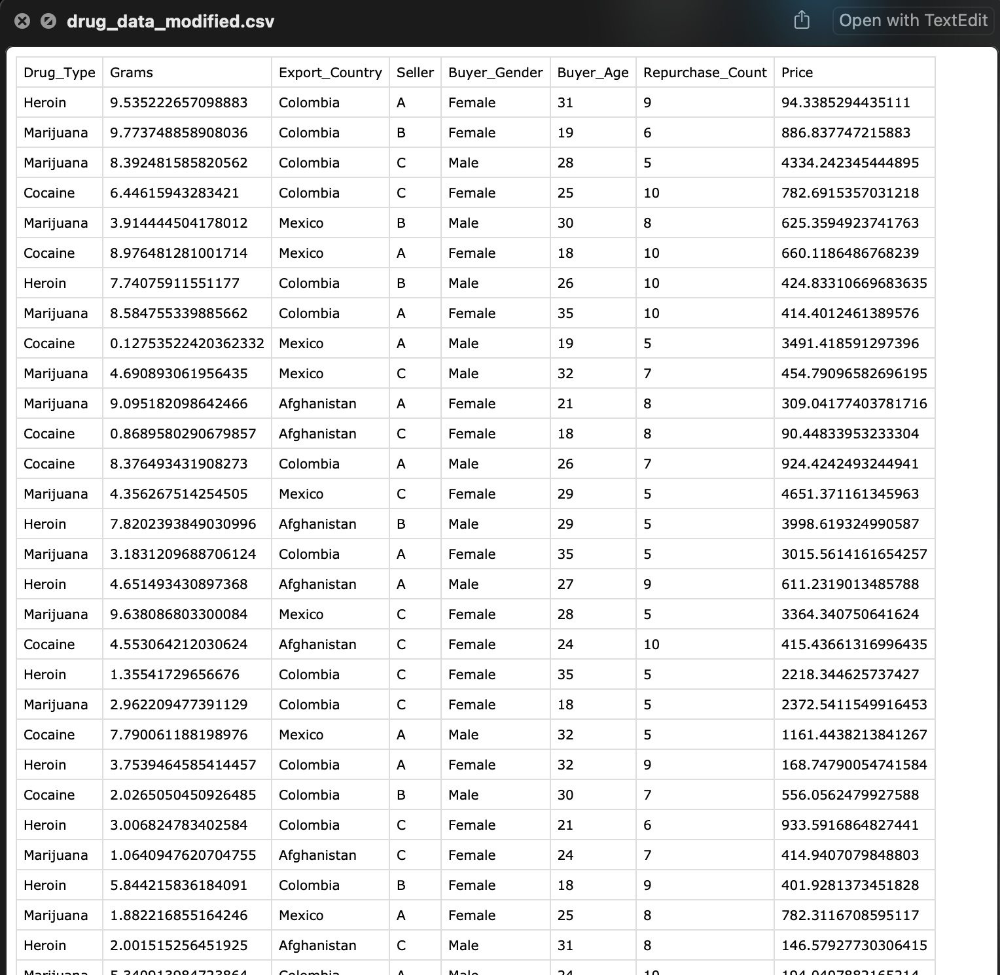 drug_data_modified.csv
Open with TextEdit
Drug_Type Grams Export_Country Seller Buyer_Gender Buyer_Age Repurchase_Count Price
Heroin 9.535222657098883 Colombia A Female 31 9 94.3385294435111
Marijuana 9.773748858908036 Colombia B Female 19 6 886.837747215883
Marijuana 8.392481585820562 Colombia C Male 28 5 4334.242345444895
Cocaine 6.44615943283421 Colombia C Female 25 10 782.6915357031218
Marijuana 3.914444504178012 Mexico B Male 30 8 625.3594923741763
Cocaine 8.976481281001714 Mexico A Female 18 10 660.1186486768239
Heroin 7.74075911551177 Colombia B Male 26 10 424.83310669683635
Marijuana 8.584755339885662 Colombia A Female 35 10 414.4012461389576
Cocaine 0.12753522420362332 Mexico A Male 19 5 3491.418591297396
Marijuana 4.690893061956435 Mexico C Male 32 7 454.79096582696195
Marijuana 9.095182098642466 Afghanistan A Female 21 8 309.04177403781716
Cocaine 0.8689580290679857 Afghanistan C Female 18 8 90.44833953233304
Cocaine 8.376493431908273 Colombia A Male 26 7 924.4242493244941
Marijuana 4.356267514254505 Mexico C Female 29 5 4651.371161345963
Heroin 7.8202393849030996 Afghanistan B Male 29 5 3998.619324990587
Marijuana 3.1831209688706124 Colombia A Female 35 5 3015.5614161654257
Heroin 4.651493430897368 Afghanistan A Male 27 9 611.2319013485788
Marijuana 9.638086803300084 Mexico C Female 28 5 3364.340750641624
Cocaine 4.553064212030624 Afghanistan C Female 24 10 415.43661316996435
Heroin 1.35541729656676 Colombia C Female 35 5 2218.344625737427
Marijuana 2.962209477391129 Colombia C Female 18 5 2372.5411549916453
Cocaine 7.790061188198976 Mexico A Male 32 5 1161.4438213841267
Heroin 3.7539464585414457 Colombia A Female 32 9 168.74790054741584
Cocaine 2.0265050450926485 Colombia B Male 30 7 556.0562479927588
Heroin 3.006824783402584 Colombia C Female 21 6 933.5916864827441
Marijuana 1.0640947620704755 Afghanistan C Female 24 7 414.9407079848803
Heroin 5.844215836184091 Colombia B Female 18 9 401.9281373451828
Marijuana 1.882216855164246 Mexico A Female 25 8 782.3116708595117
Heroin 2.001515256451925 Afghanistan C Male 31 8 146.57927730306415
Marijuana Colombia A Male 24 10